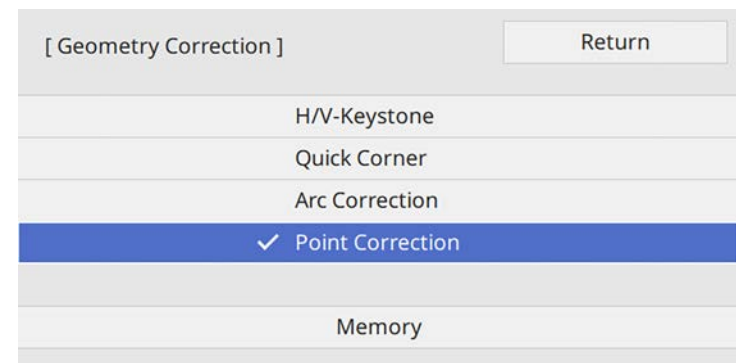 [ Geometry Correction ]
Return
H/V-Keystone
Quick Corner
Arc Correction
Point Correction
Memory